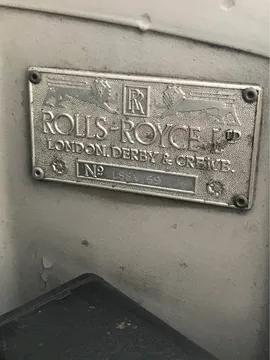 RR
ROLLS-ROYCE LTD
LONDON, DERBY & CREWE.
No